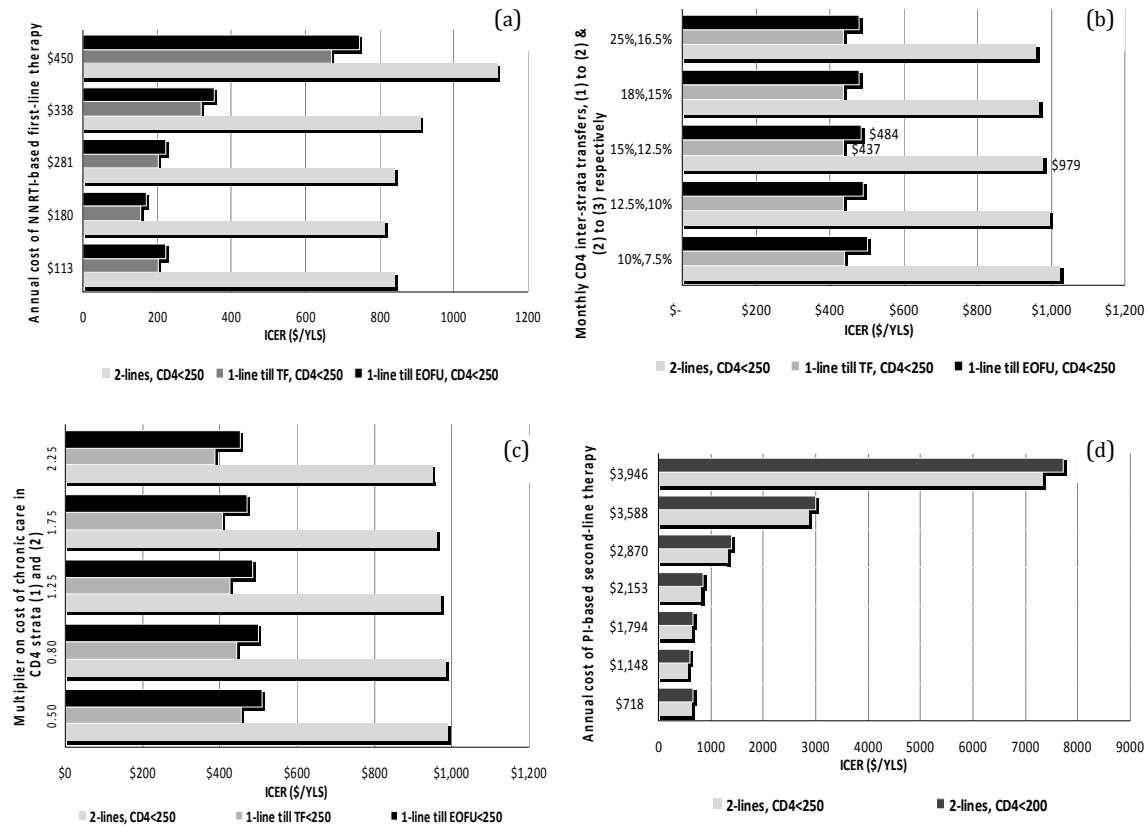 (a)
Annual cost of NNRTI-based first-line therapy
$450
$338
$281
$180
$113
0 200 400 600 800 1000 1200
ICER ($/YLS)
2-lines, CD4<250 1-line till TF, CD4<250 1-line till EOFU, CD4<250
(b)
Monthly CD4 inter-strata transfers, (1) to (2) &
(2) to (3) respectively
25%,16.5%
18%,15%
15%,12.5%
12.5%,10%
10%,7.5%
$484
$437
$979
$- $200 $400 $600 $800 $1,000 $1,200
ICER ($/YLS)
2-lines, CD4<250 1-line till TF, CD4<250 1-line till EOFU, CD4<250
(c)
Multiplier on cost of chronic care in
CD4 strata (1) and (2)
2.25
1.75
1.25
0.80
0.50
$0 $200 $400 $600 $800 $1,000 $1,200
ICER ($/YLS)
2-lines, CD4<250 1-line till TF<250 1-line till EOFU<250
(d)
Annual cost of PI-based second-line therapy
$3,946
$3,588
$2,870
$2,153
$1,794
$1,148
$718
0 1000 2000 3000 4000 5000 6000 7000 8000 9000
ICER ($/YLS)
2-lines, CD4<250 2-lines, CD4<200